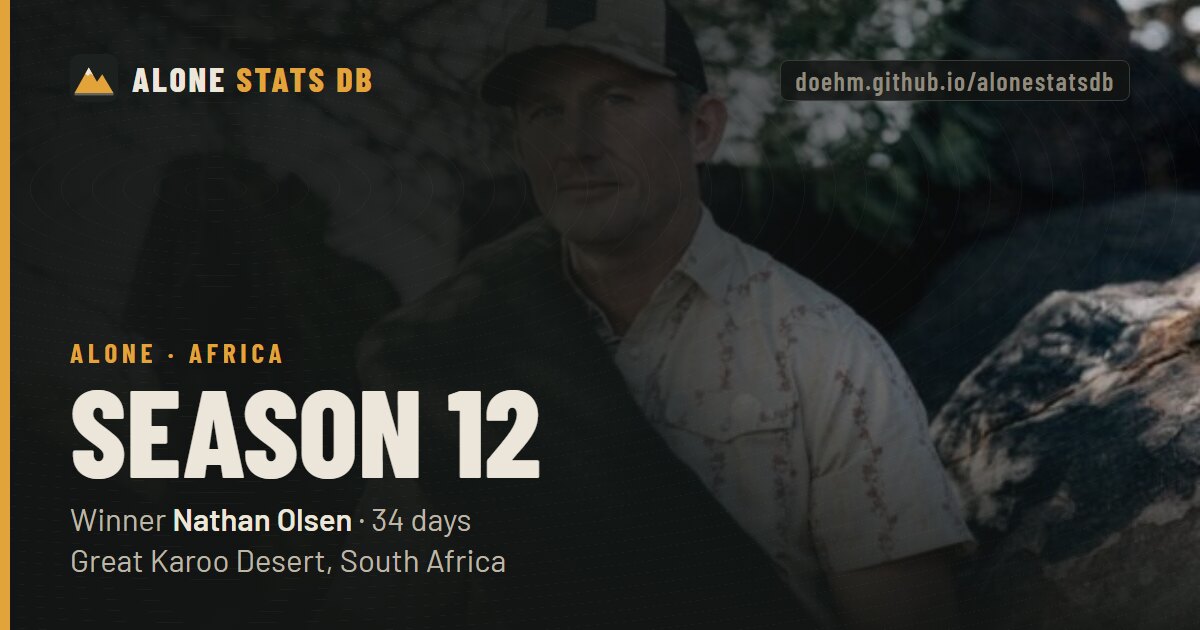 ALONE STATS DB
doehm.github.io/alonestatsdb
ALONE · AFRICA
SEASON 12
Winner Nathan Olsen · 34 days
Great Karoo Desert, South Africa